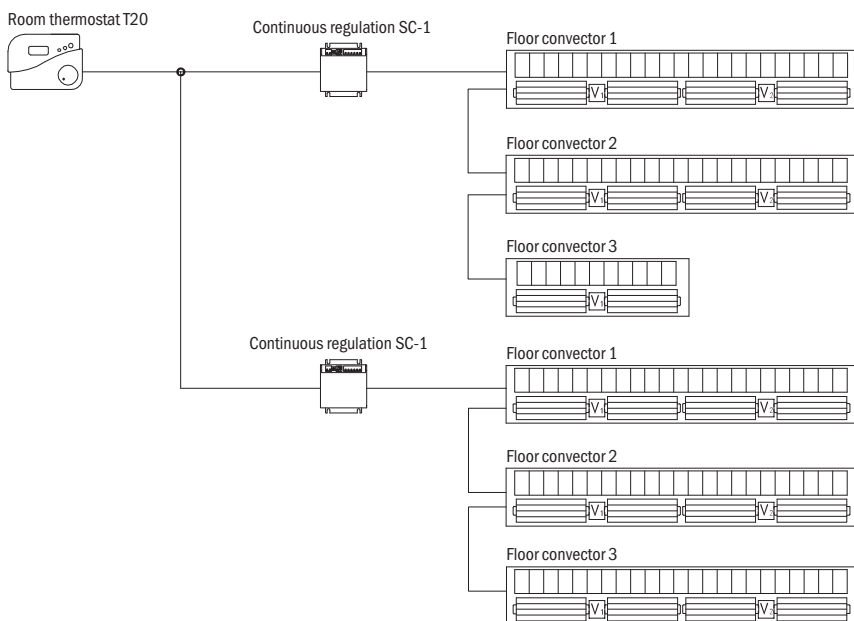 Room thermostat T20
Continuous regulation SC-1
Floor convector 1
V1
V2
Floor convector 2
V1
V2
Floor convector 3
V1
Continuous regulation SC-1
Floor convector 1
V1
V2
Floor convector 2
V1
V2
Floor convector 3
V1
V2